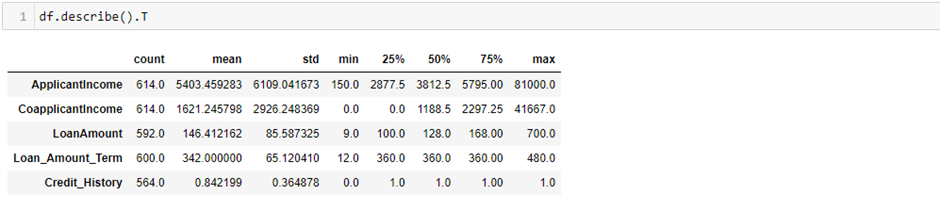 1 df.describe().T
count mean std min 25% 50% 75% max
ApplicantIncome 614.0 5403.459283 6109.041673 150.0 2877.5 3812.5 5795.00 81000.0
CoapplicantIncome 614.0 1621.245798 2926.248369 0.0 0.0 1188.5 2297.25 41667.0
LoanAmount 592.0 146.412162 85.587325 9.0 100.0 128.0 168.00 700.0
Loan_Amount_Term 600.0 342.000000 65.120410 12.0 360.0 360.0 360.00 480.0
Credit_History 564.0 0.842199 0.364878 0.0 1.0 1.0 1.00 1.0